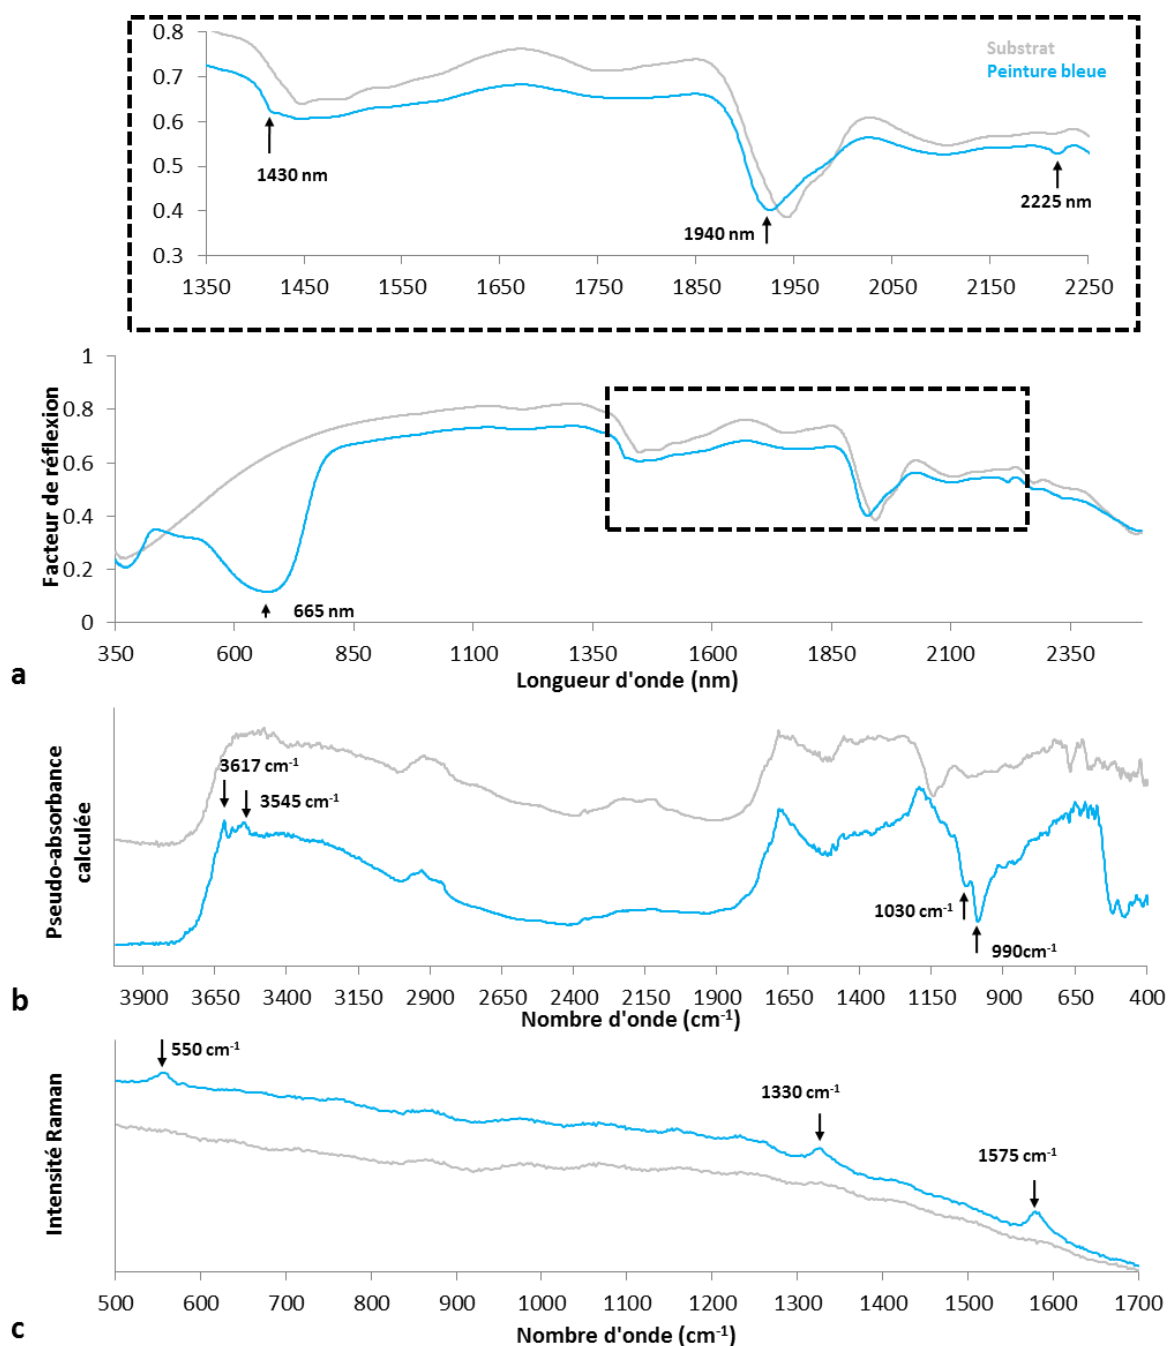 0.8
0.7
0.6
0.5
0.4
0.3
Substrat
Peinture bleue
1430 nm
1940 nm
2225 nm
1350 1450 1550 1650 1750 1850 1950 2050 2150 2250
Facteur de réflexion
1
0.8
0.6
0.4
0.2
0
665 nm
350 600 850 1100 1350 1600 1850 2100 2350
Longueur d'onde (nm)
a
Pseudo-absorbance
calculée
3617 cm-1
3545 cm-1
1030 cm-1
990cm-1
3900 3650 3400 3150 2900 2650 2400 2150 1900 1650 1400 1150 900 650 400
Nombre d'onde (cm-1)
b
Intensité Raman
550 cm-1
1330 cm-1
1575 cm-1
500 600 700 800 900 1000 1100 1200 1300 1400 1500 1600 1700
Nombre d'onde (cm-1)
c